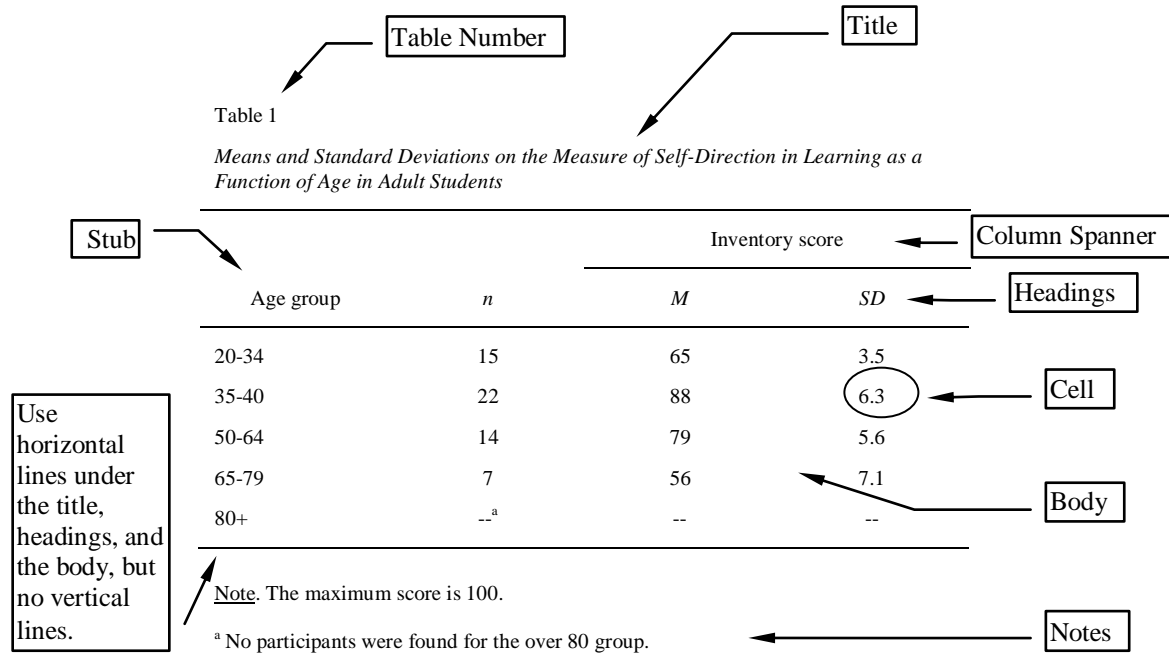 Table Number
Title
Table 1
Means and Standard Deviations on the Measure of Self-Direction in Learning as a
Function of Age in Adult Students
Stub
Inventory score
Column Spanner
Age group n M SD
Headings
20-34 15 65 3.5
35-40 22 88 6.3
Cell
50-64 14 79 5.6
65-79 7 56 7.1
Body
80+ --a -- --
Use
horizontal
lines under
the title,
headings, and
the body, but
no vertical
lines.
Note. The maximum score is 100.
a No participants were found for the over 80 group.
Notes